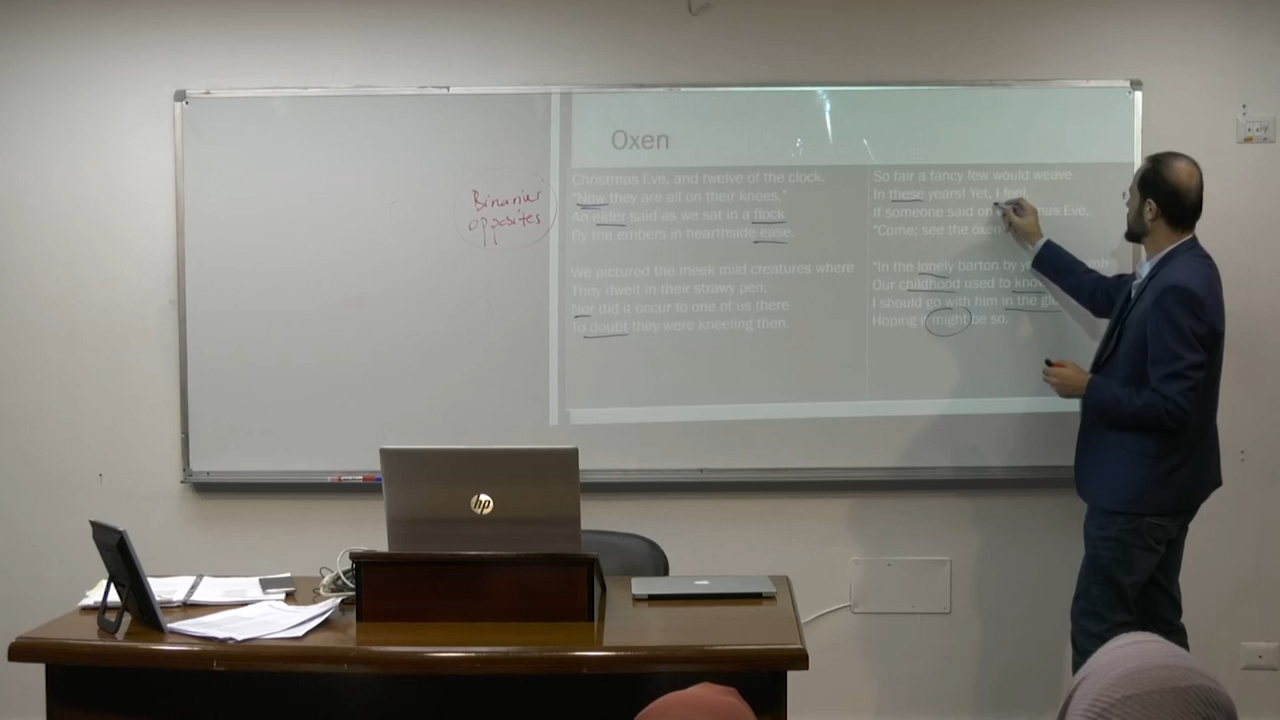 Binaries
opposites
Oxen
Christmas Eve, and twelve of the clock.
"Now they are all on their knees,"
An elder said as we sat in a flock
By the embers in hearthside ease.
We pictured the meek mild creatures where
They dwelt in their strawy pen,
Nor did it occur to one of us there
To doubt they were kneeling then.
So fair a fancy few would weave
In these years! Yet, I feel,
If someone said on Eve,
"Come; see the oxen
"In the lonely barton by
Our childhood used to
I should go with him in the
Hoping it might be so.
hp